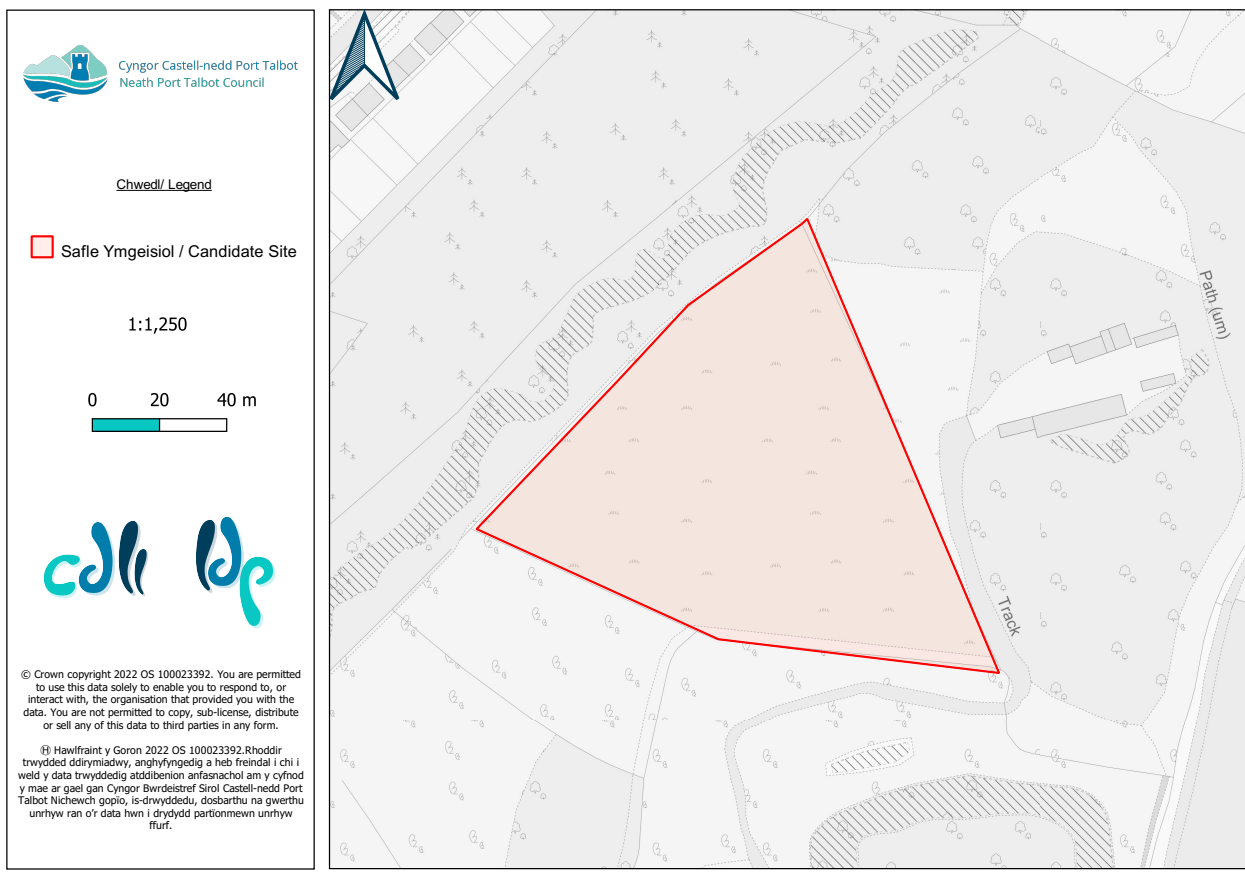 Cyngor Castell-nedd Port Talbot
Neath Port Talbot Council
Chwedl/ Legend
Safle Ymgeisiol / Candidate Site
1:1,250
0 20 40 m
cdll ldp
© Crown copyright 2022 OS 100023392. You are permitted
to use this data solely to enable you to respond to, or
interact with, the organisation that provided you with the
data. You are not permitted to copy, sub-license, distribute
or sell any of this data to third parties in any form.
Ⓗ Hawlfraint y Goron 2022 OS 100023392.Rhoddir
trwydded ddirymiadwy, anghyfyngedig a heb freindal i chi i
weld y data trwyddedig atddibenion anfasnachol am y cyfnod
y mae ar gael gan Cyngor Bwrdeistref Sirol Castell-nedd Port
Talbot Nichewch gopïo, is-drwyddedu, dosbarthu na gwerthu
unrhyw ran o'r data hwn i drydydd partïonmewn unrhyw
ffurf.
Path (um)
Track